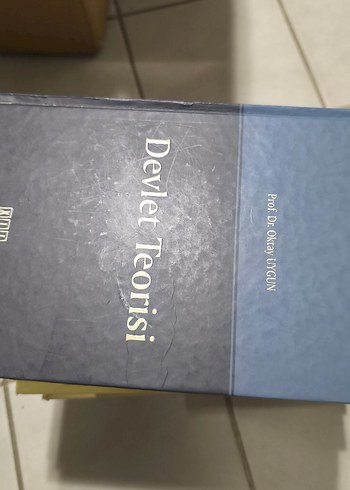 Prof. Dr. Oktay UYGUN
Devlet Teorisi